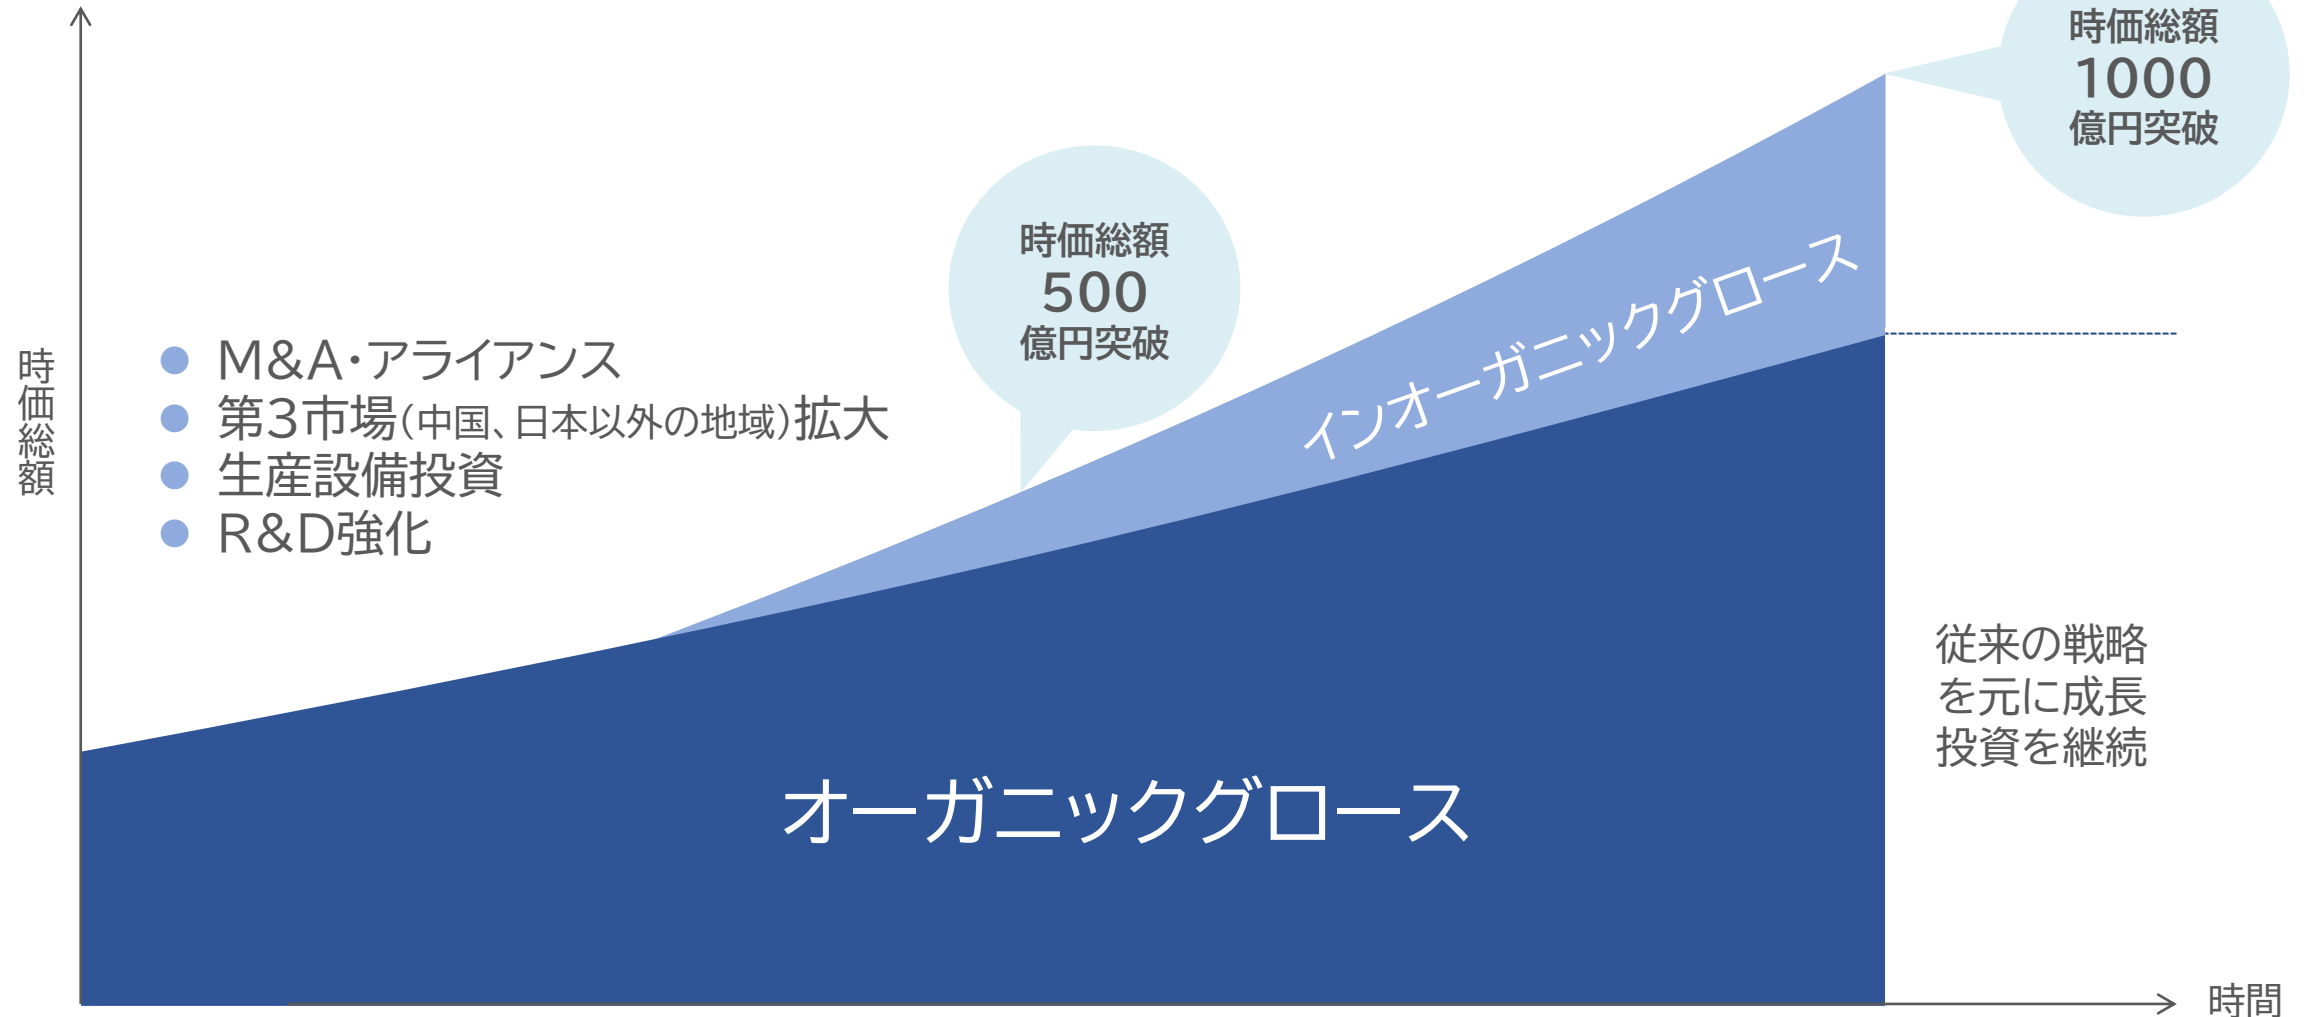 時価総額
1000
億円突破
時価総額
500
億円突破
時価総額
M&A・アライアンス
第3市場(中国、日本以外の地域)拡大
生産設備投資
R&D強化
インオーガニックグロース
従来の戦略
を元に成長
投資を継続
オーガニックグロース
時間